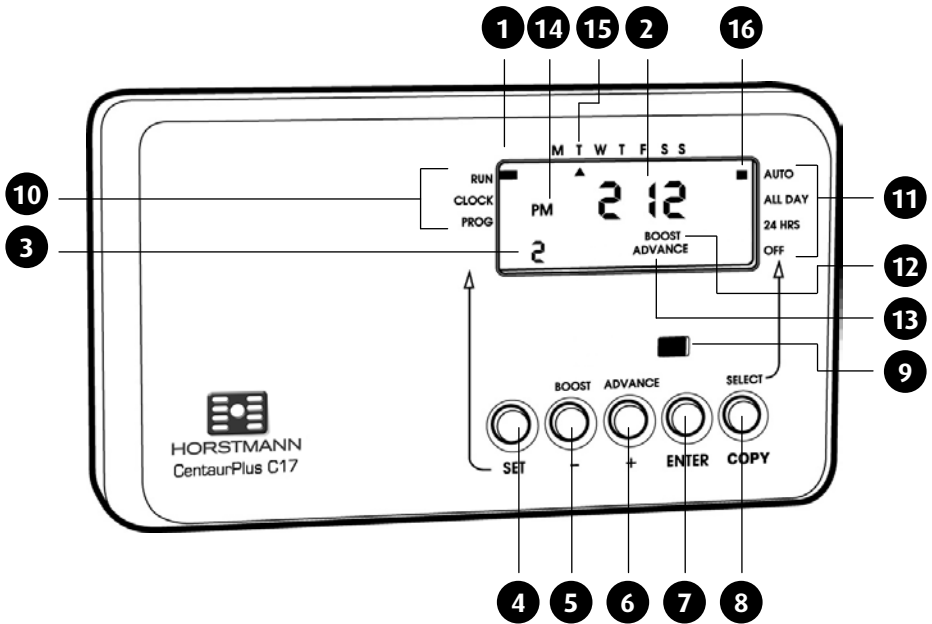 1 14 15 2 16
M T W T F S S
10
RUN
CLOCK
PROG
PM
2 12
AUTO
ALL DAY
24 HRS
OFF
11
3
2
BOOST
ADVANCE
12
13
9
BOOST ADVANCE SELECT
SET - + ENTER COPY
HORSTMANN
CentaurPlus C17
4 5 6 7 8